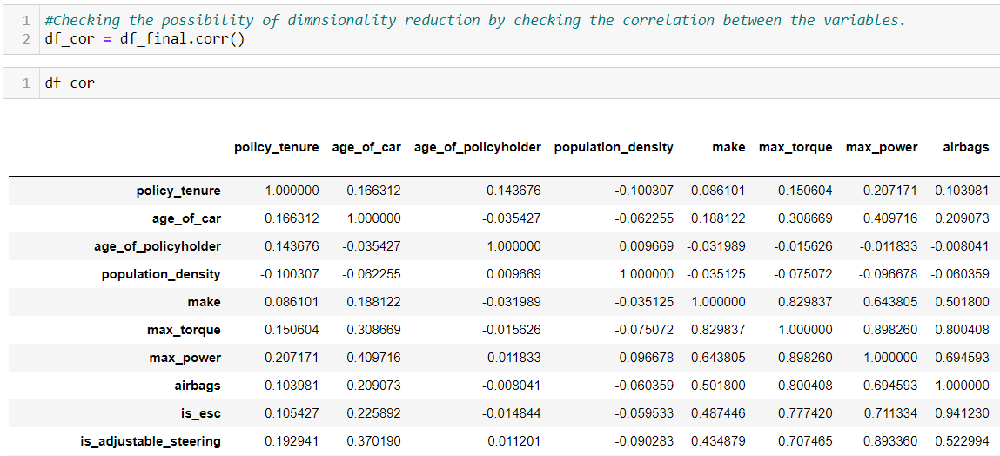 1 #Checking the possibility of dimnsionality reduction by checking the correlation between the variables.
2 df_cor = df_final.corr()
1 df_cor
policy_tenure age_of_car age_of_policyholder population_density make max_torque max_power airbags
policy_tenure 1.000000 0.166312 0.143676 -0.100307 0.086101 0.150604 0.207171 0.103981
age_of_car 0.166312 1.000000 -0.035427 -0.062255 0.188122 0.308669 0.409716 0.209073
age_of_policyholder 0.143676 -0.035427 1.000000 0.009669 -0.031989 -0.015626 -0.011833 -0.008041
population_density -0.100307 -0.062255 0.009669 1.000000 -0.035125 -0.075072 -0.096678 -0.060359
make 0.086101 0.188122 -0.031989 -0.035125 1.000000 0.829837 0.643805 0.501800
max_torque 0.150604 0.308669 -0.015626 -0.075072 0.829837 1.000000 0.898260 0.800408
max_power 0.207171 0.409716 -0.011833 -0.096678 0.643805 0.898260 1.000000 0.694593
airbags 0.103981 0.209073 -0.008041 -0.060359 0.501800 0.800408 0.694593 1.000000
is_esc 0.105427 0.225892 -0.014844 -0.059533 0.487446 0.777420 0.711334 0.941230
is_adjustable_steering 0.192941 0.370190 0.011201 -0.090283 0.434879 0.707465 0.893360 0.522994